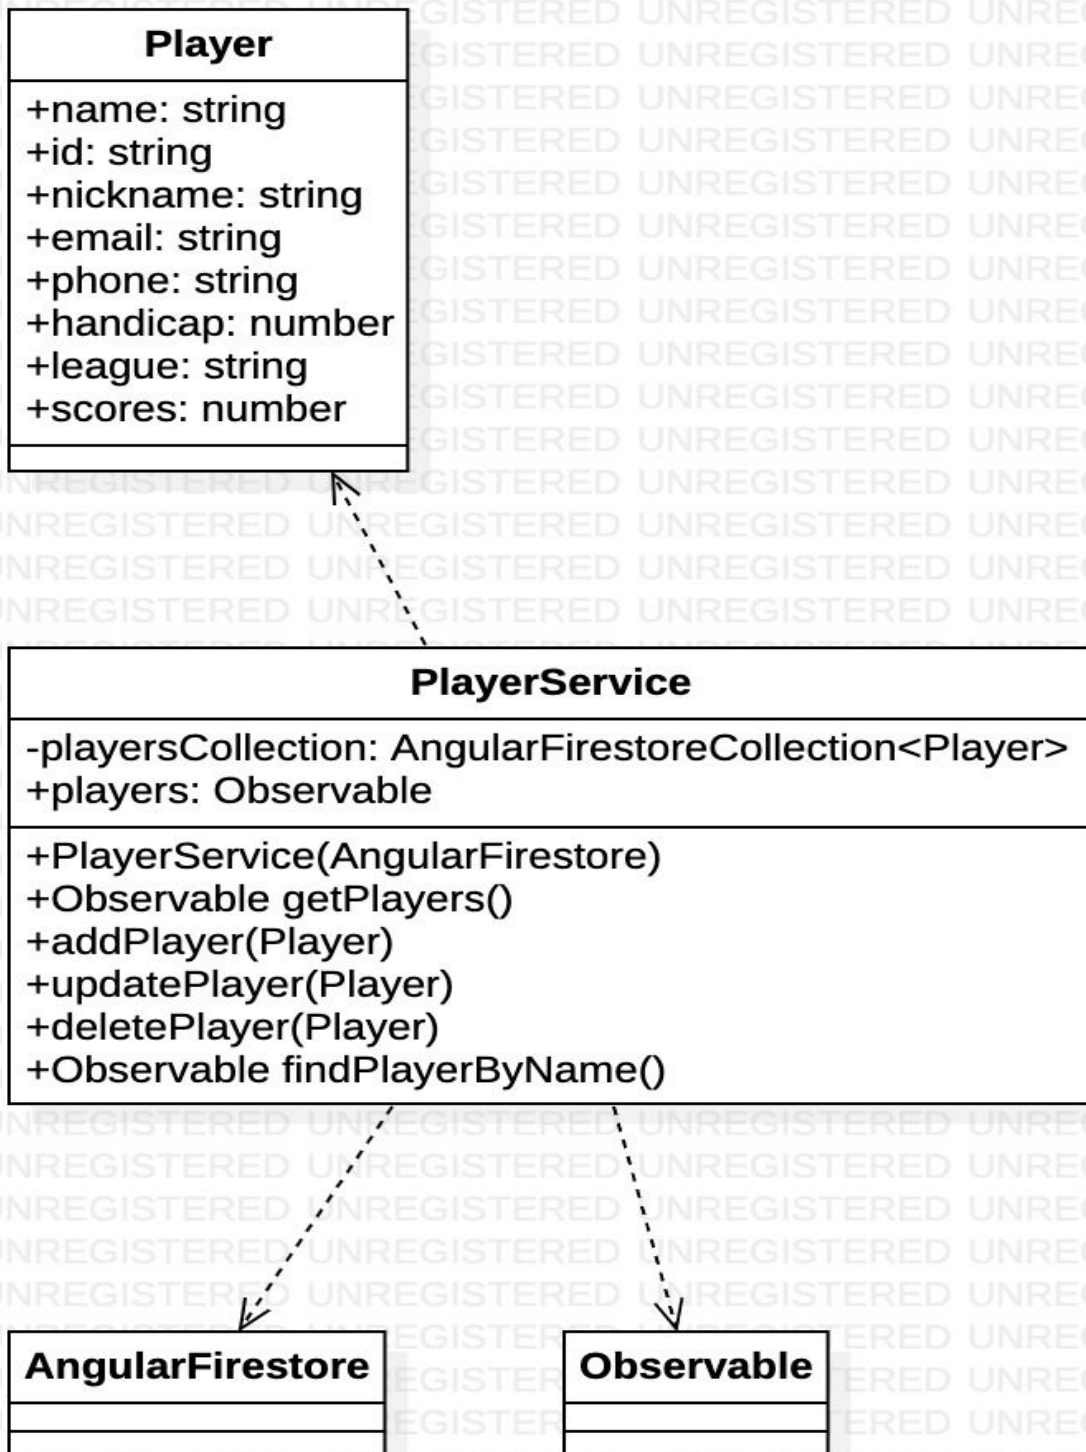 Player
+name: string
+id: string
+nickname: string
+email: string
+phone: string
+handicap: number
+league: string
+scores: number
PlayerService
-playersCollection: AngularFirestoreCollection<Player>
+players: Observable
+PlayerService(AngularFirestore)
+Observable getPlayers()
+addPlayer(Player)
+updatePlayer(Player)
+deletePlayer(Player)
+Observable findPlayerByName()
AngularFirestore
Observable